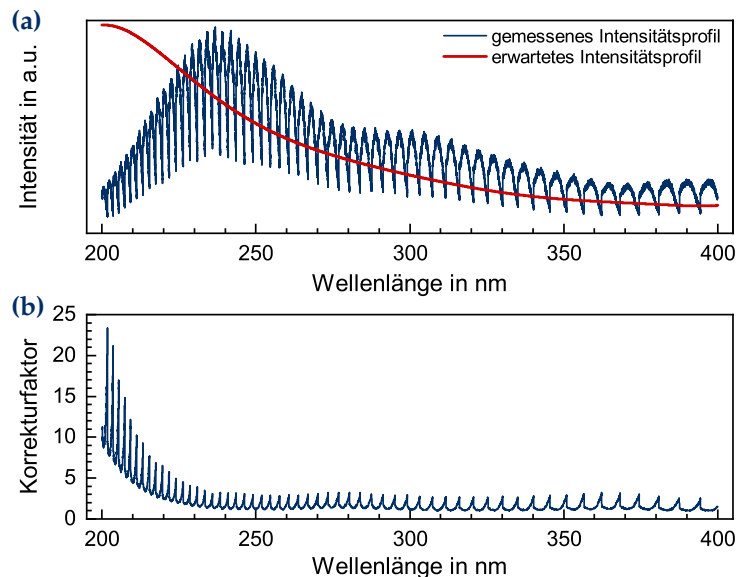 (a)
gemessenes Intensitätsprofil
erwartetes Intensitätsprofil
Intensität in a.u.
200 250 300 350 400
Wellenlänge in nm
(b)
25
20
15
10
5
0
Korrekturfaktor
200 250 300 350 400
Wellenlänge in nm